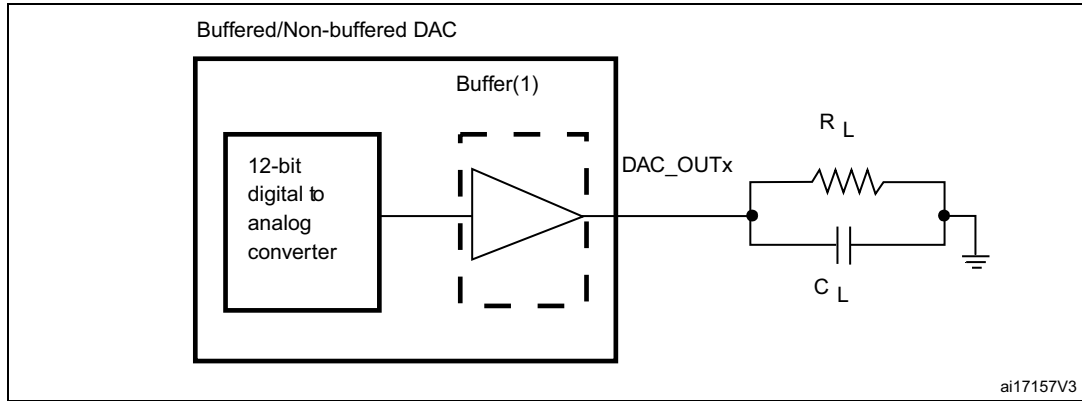 Buffered/Non-buffered DAC
Buffer(1)
12-bit
digital to
analog
converter
DAC_OUTx
R L
C L
ai17157V3